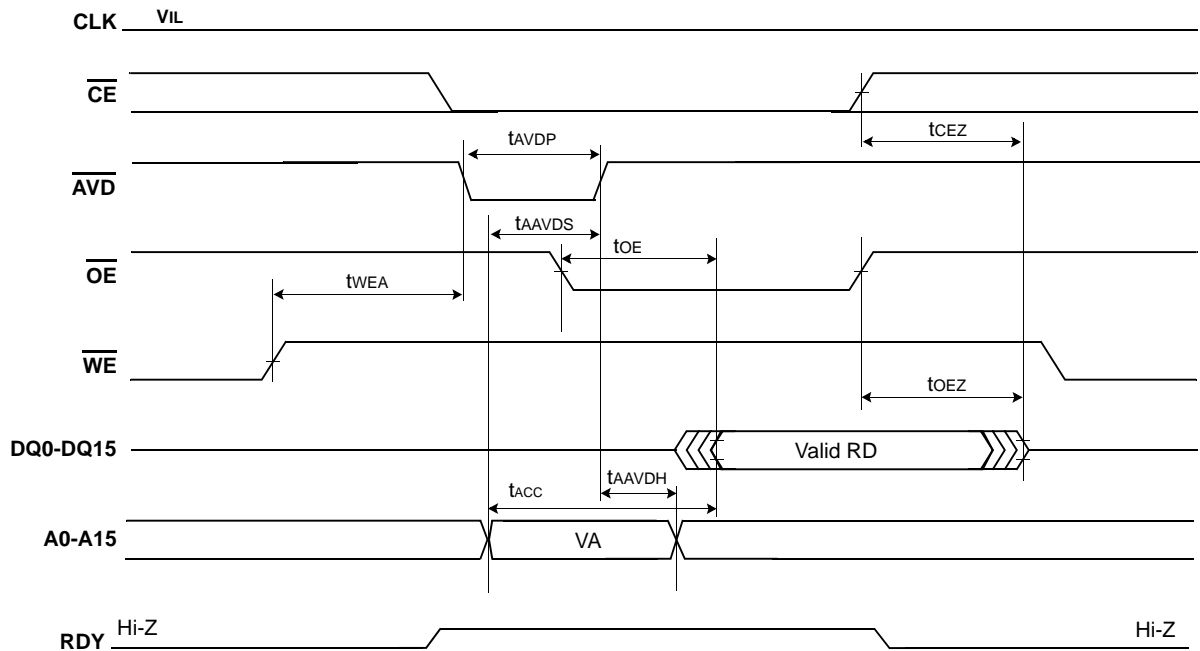 CLK VIL
CE
tCEZ
tAVDP
AVD
tAAVDS
tOE
OE
tWEA
WE
tOEZ
DQ0-DQ15 Valid RD
tAAVDH
tACC
A0-A15 VA
Hi-Z Hi-Z
RDY